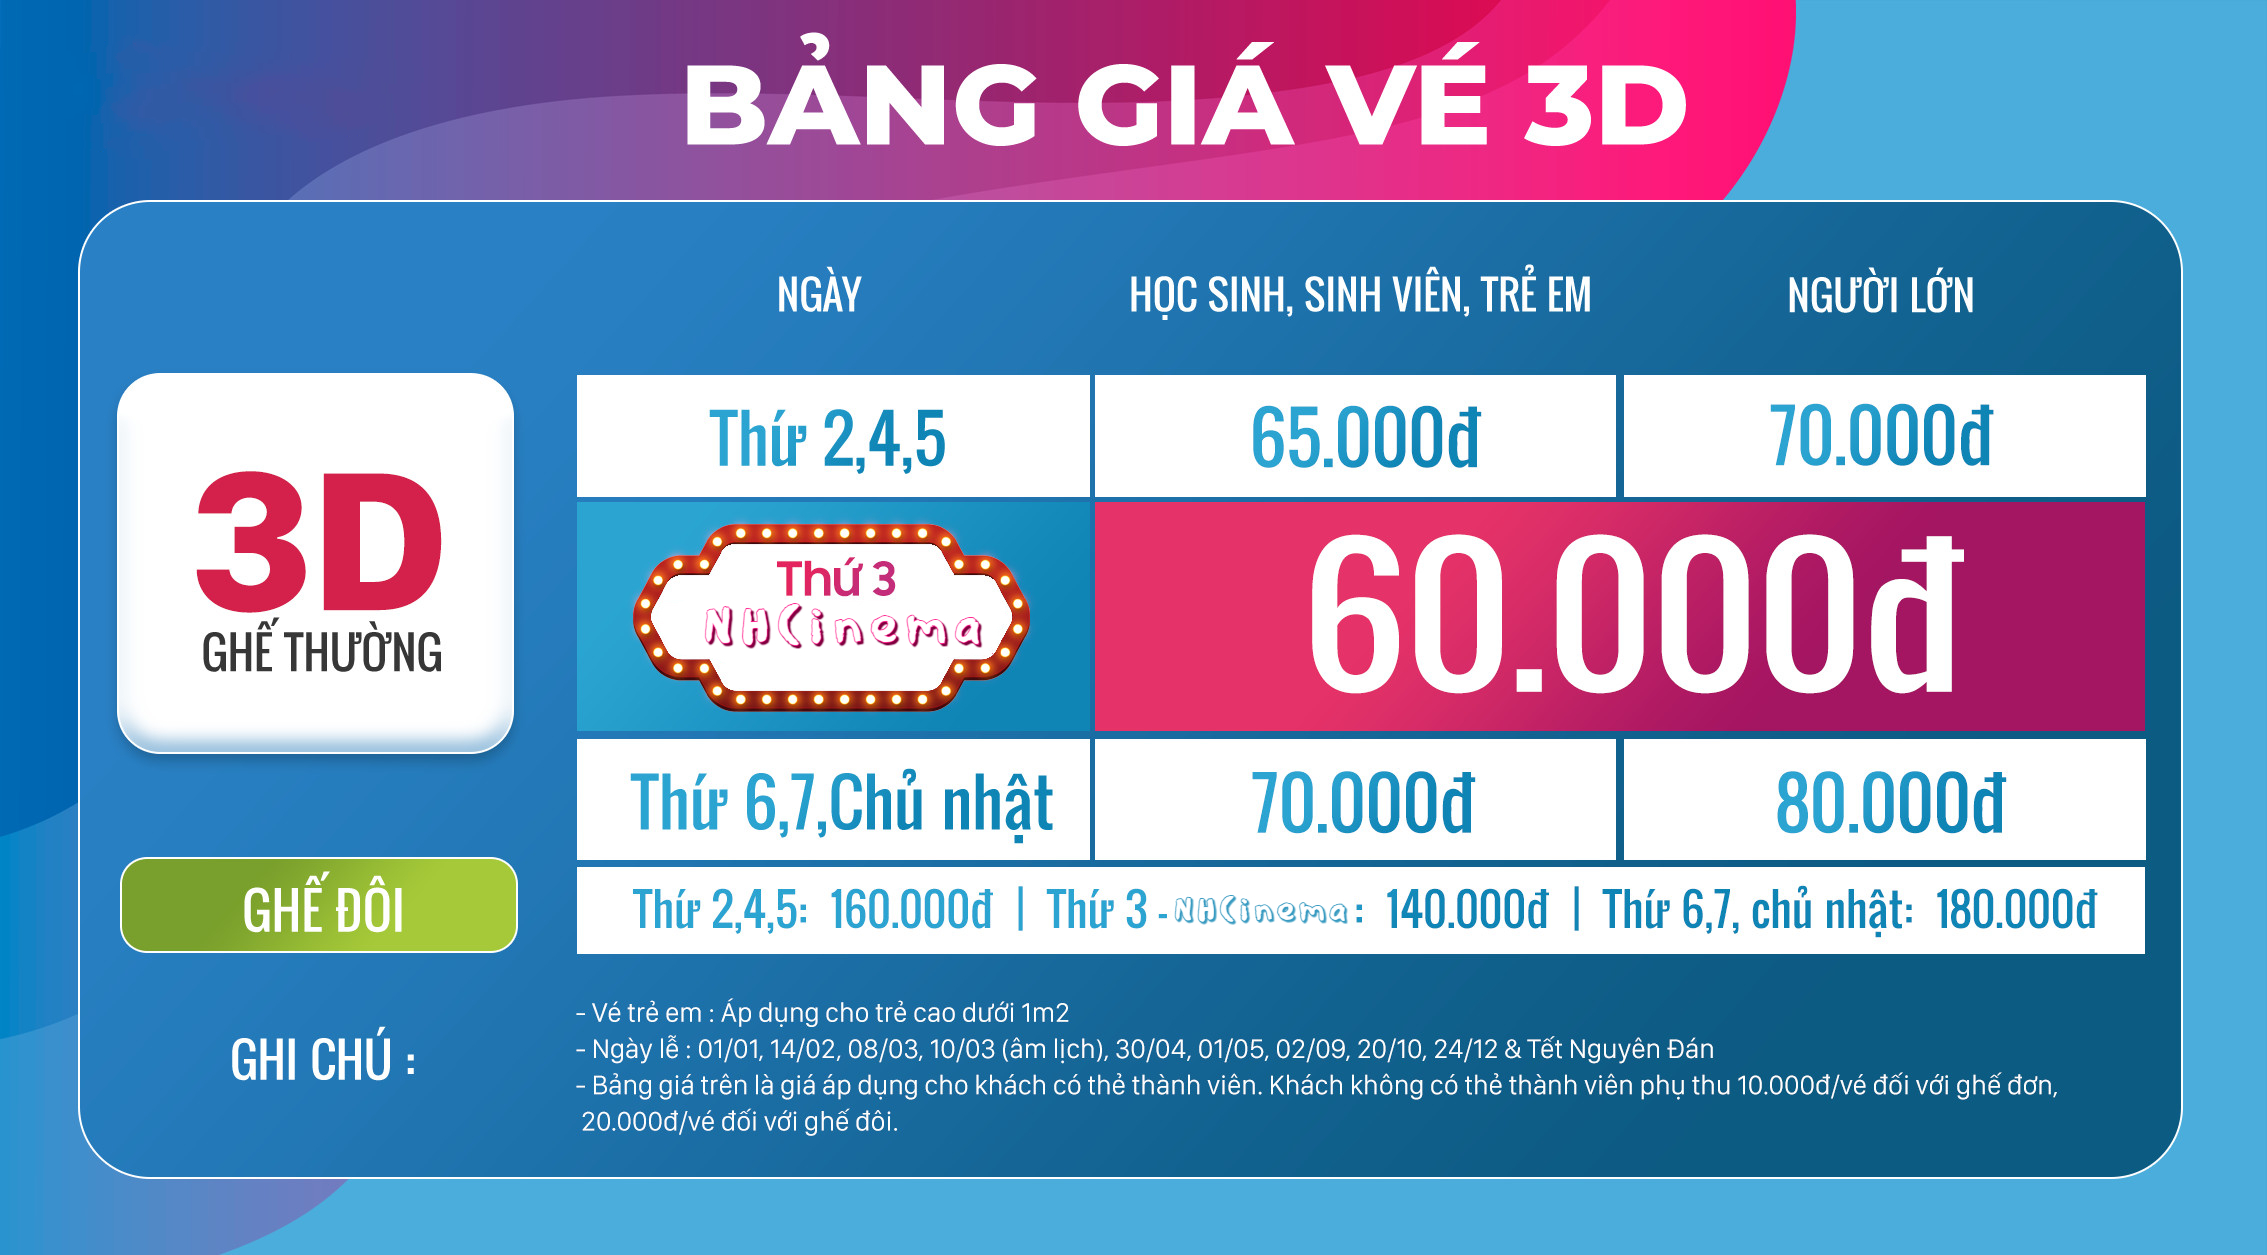 BẢNG GIÁ VÉ 3D
NGÀY HỌC SINH, SINH VIÊN, TRẺ EM NGƯỜI LỚN
3D
GHẾ THƯỜNG
Thứ 2,4,5 65.000đ 70.000đ
Thứ 3
NHCinema
60.000đ
Thứ 6,7,Chủ nhật 70.000đ 80.000đ
GHẾ ĐÔI
Thứ 2,4,5: 160.000đ | Thứ 3 - NHCinema: 140.000đ | Thứ 6,7, chủ nhật: 180.000đ
GHI CHÚ :
- Vé trẻ em : Áp dụng cho trẻ cao dưới 1m2
- Ngày lễ : 01/01, 14/02, 08/03, 10/03 (âm lịch), 30/04, 01/05, 02/09, 20/10, 24/12 & Tết Nguyên Đán
- Bảng giá trên là giá áp dụng cho khách có thẻ thành viên. Khách không có thẻ thành viên phụ thu 10.000đ/vé đối với ghế đơn,
20.000đ/vé đối với ghế đôi.